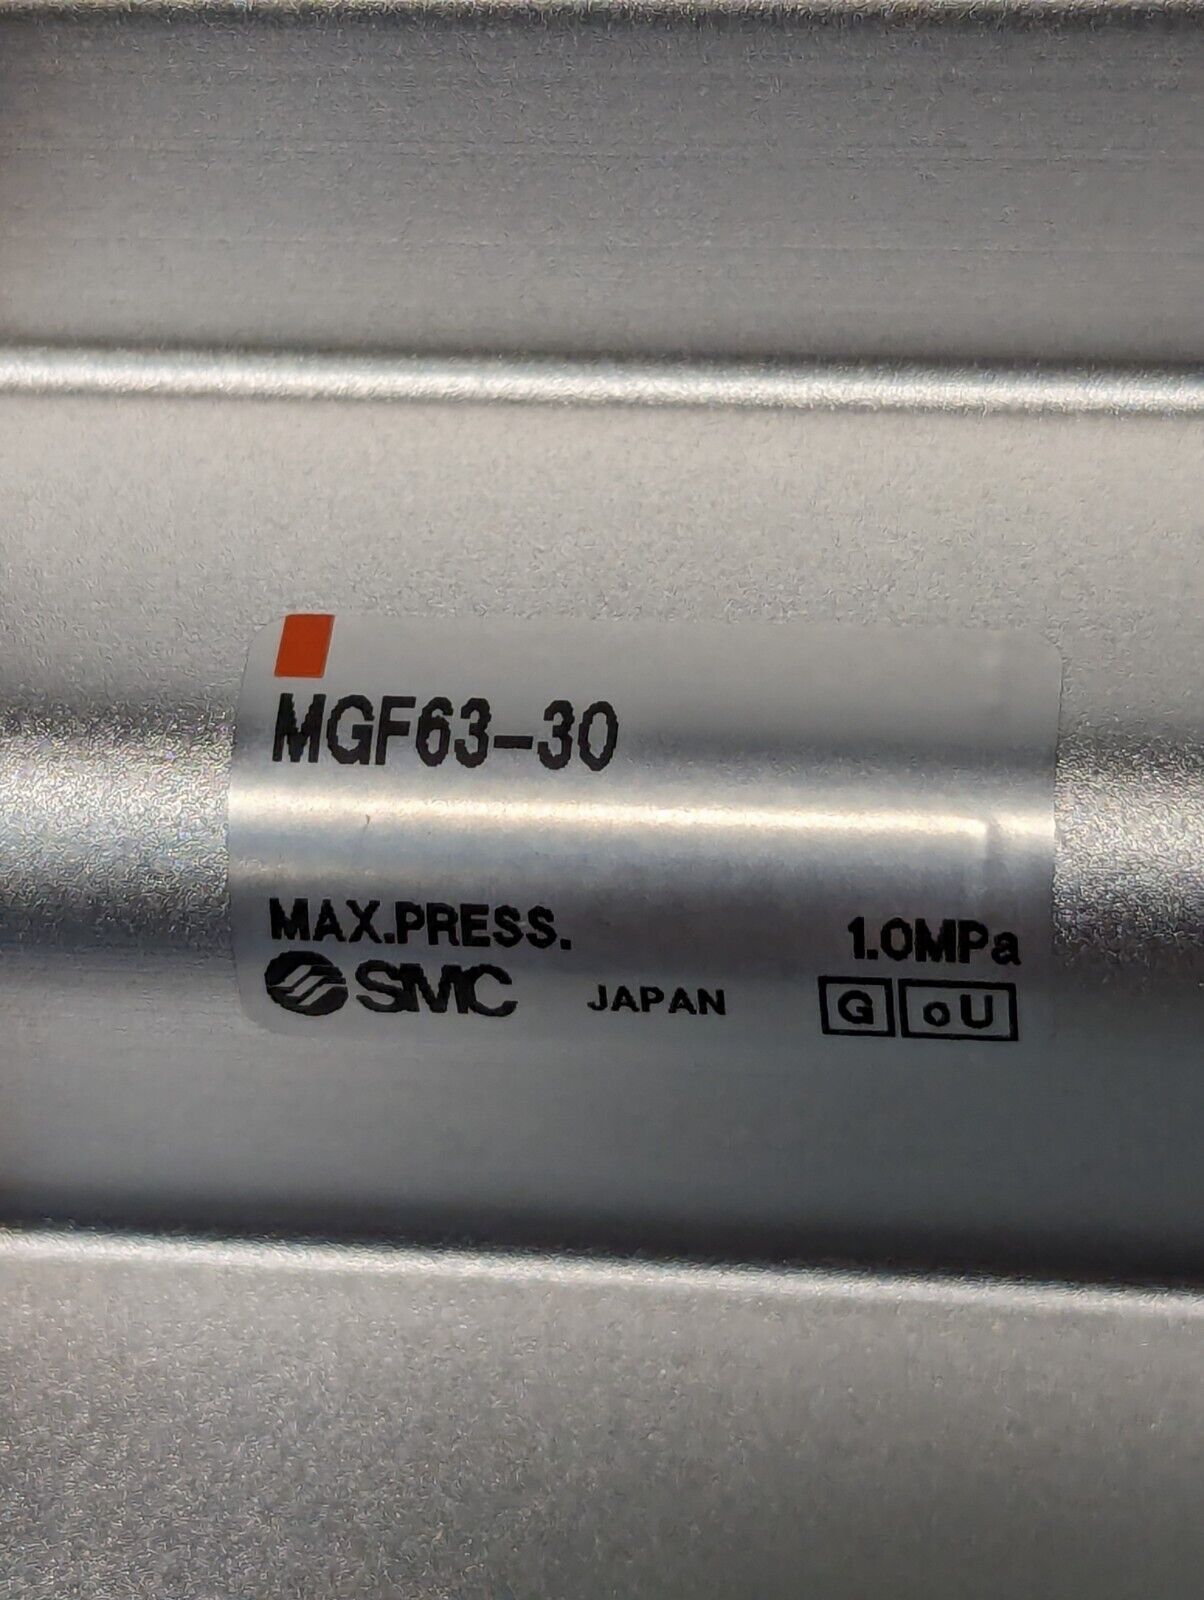 MGF63-30
MAX.PRESS. 1.0MPa
SMC JAPAN G oU